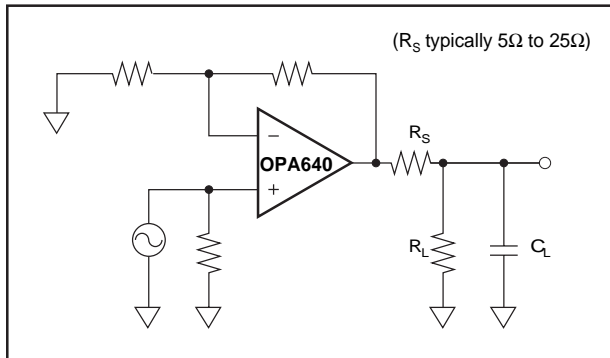 (RS typically 5Ω to 25Ω)
−
OPA640
+
RS
RL
CL